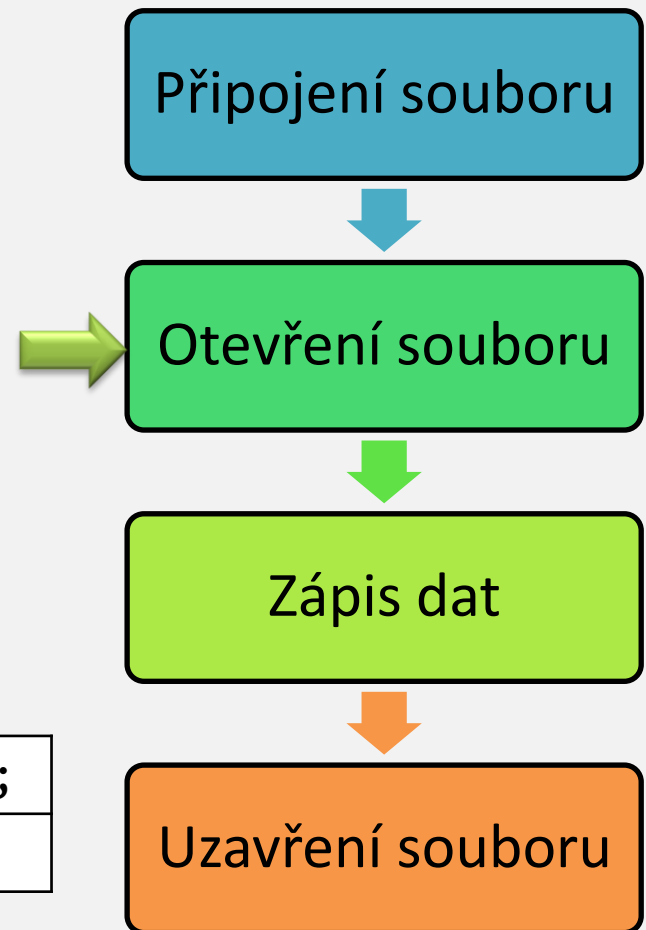 Připojení souboru
Otevření souboru
Zápis dat
;
Uzavření souboru